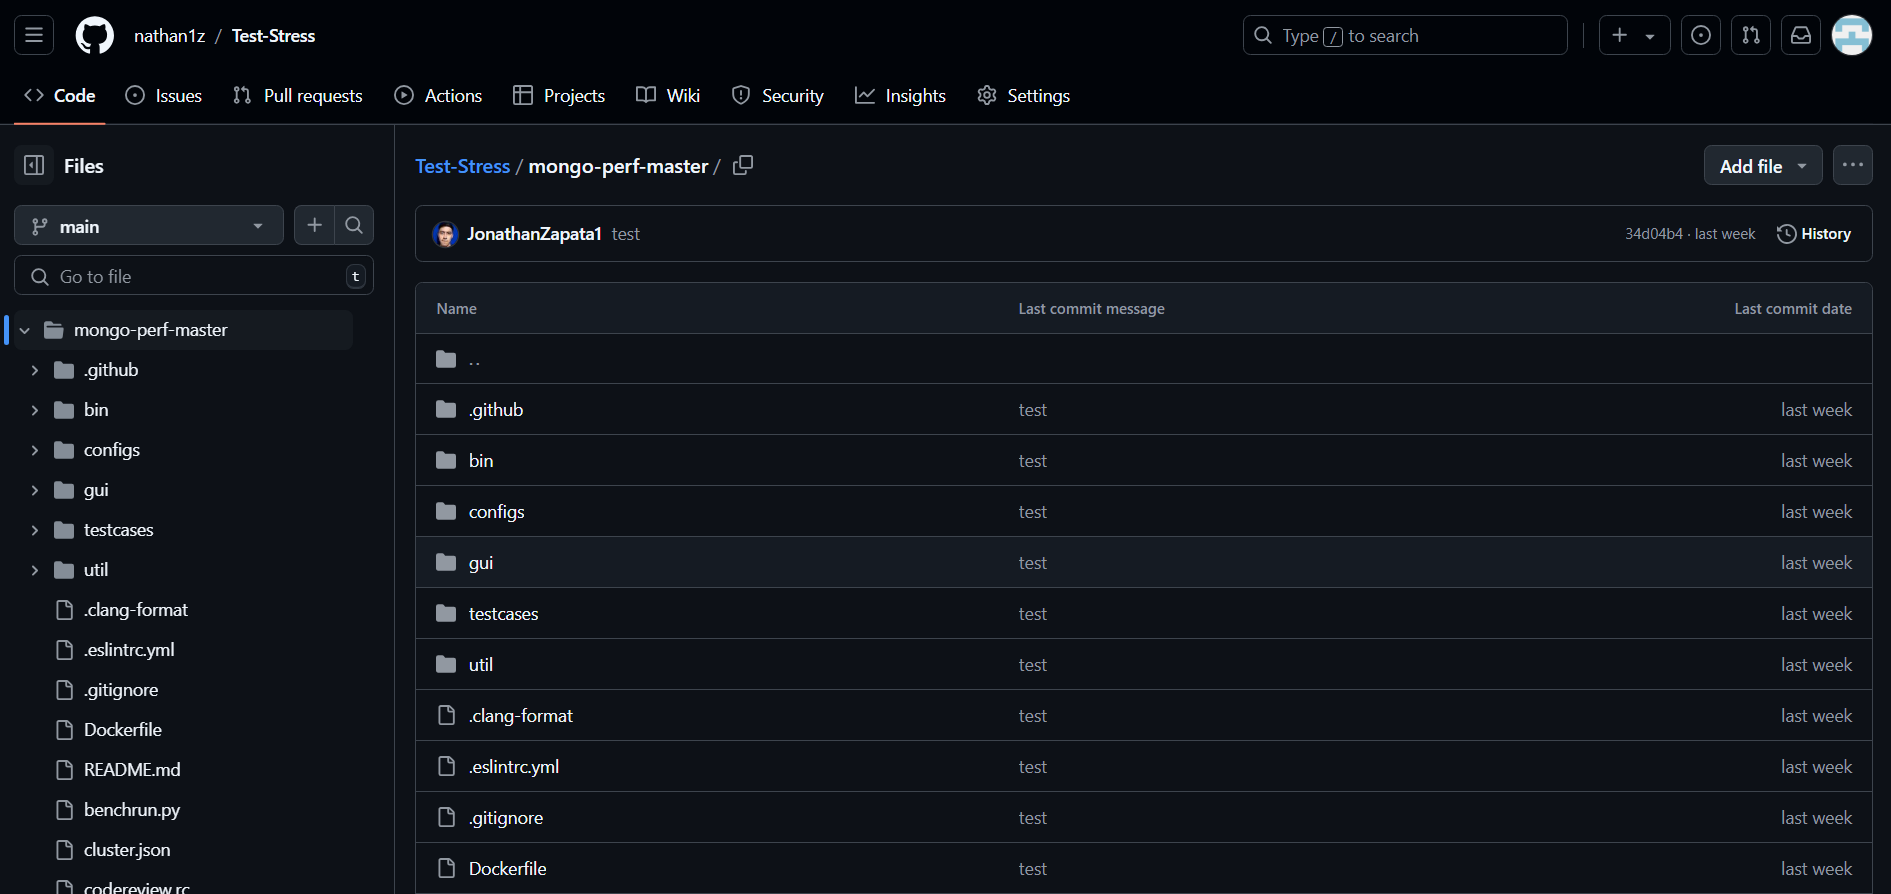 nathan1z / Test-Stress
Type / to search
Code Issues Pull requests Actions Projects Wiki Security Insights Settings
Files
main
Go to file t
mongo-perf-master
.github
bin
configs
gui
testcases
util
.clang-format
.eslintrc.yml
.gitignore
Dockerfile
README.md
benchrun.py
cluster.json
codereview.rc
Test-Stress / mongo-perf-master /
Add file
JonathanZapata1 test 34d04b4 · last week History
Name Last commit message Last commit date
..
.github test last week
bin test last week
configs test last week
gui test last week
testcases test last week
util test last week
.clang-format test last week
.eslintrc.yml test last week
.gitignore test last week
Dockerfile test last week